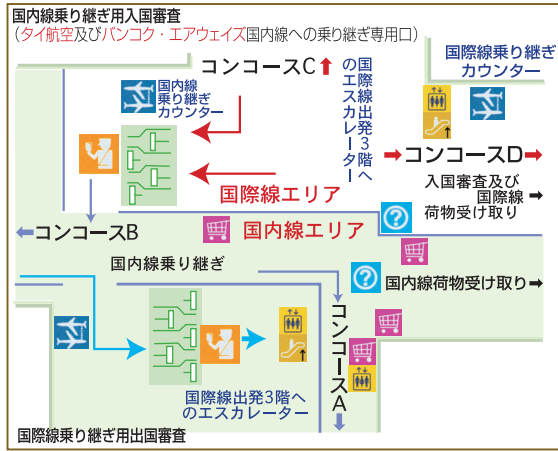 国内線乗り継ぎ用入国審査
（タイ航空及びバンコク・エアウェイズ国内線への乗り継ぎ専用口）
コンコースC
国際線出発3階へ
のエスカレーター
国際線乗り継ぎ
カウンター
国内線
乗り継ぎ
カウンター
コンコースD
入国審査及び
国際線
荷物受け取り
国際線エリア
国内線エリア
コンコースB
国内線乗り継ぎ
国内線荷物受け取り
コンコースA
国際線出発3階へ
のエスカレーター
国際線乗り継ぎ用出国審査